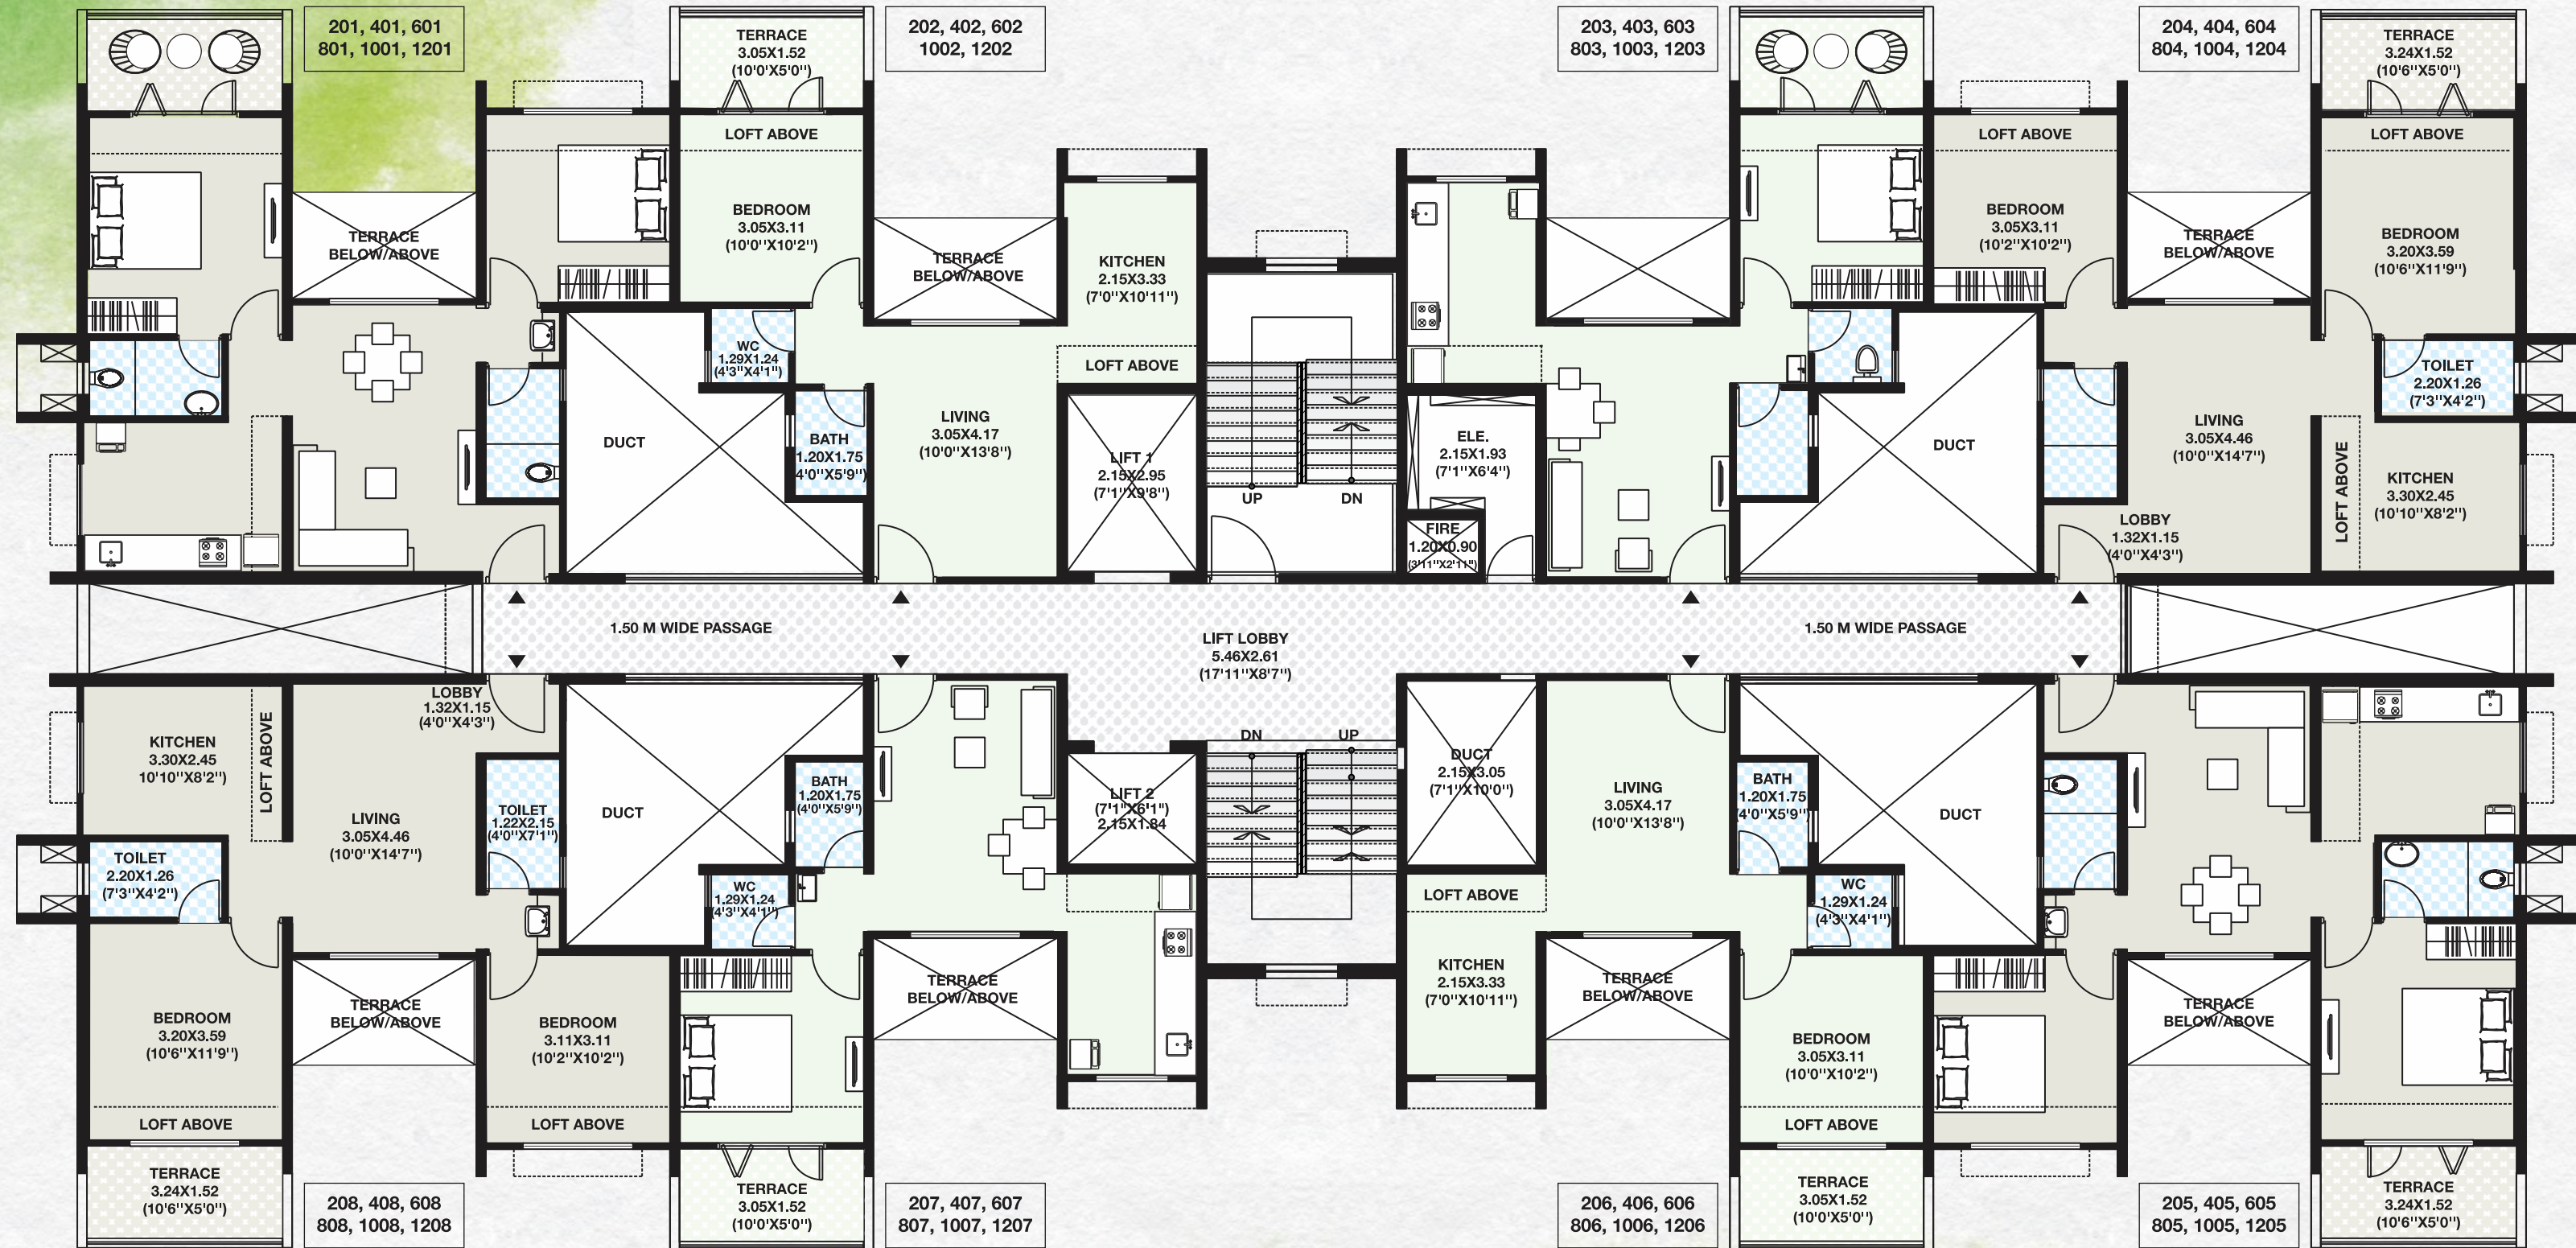 201, 401, 601
801, 1001, 1201
TERRACE
3.05X1.52
(10'0'X5'0'')
202, 402, 602
1002, 1202
203, 403, 603
803, 1003, 1203
204, 404, 604
804, 1004, 1204
TERRACE
3.24X1.52
(10'6''X5'0'')
LOFT ABOVE
LOFT ABOVE
LOFT ABOVE
TERRACE
BELOW/ABOVE
BEDROOM
3.05X3.11
(10'0''X10'2'')
TERRACE
BELOW/ABOVE
KITCHEN
2.15X3.33
(7'0''X10'11'')
LOFT ABOVE
BEDROOM
3.05X3.11
(10'2''X10'2'')
TERRACE
BELOW/ABOVE
BEDROOM
3.20X3.59
(10'6''X11'9'')
WC
1.29X1.24
(4'3''X4'1'')
TOILET
2.20X1.26
(7'3''X4'2'')
DUCT
BATH
1.20X1.75
4'0''X5'9'')
LIVING
3.05X4.17
(10'0''X13'8'')
LIFT 1
2.15X2.95
(7'1''X9'8'')
UP
DN
ELE.
2.15X1.93
(7'1''X6'4'')
FIRE
1.20X0.90
(3'11''X2'11'')
DUCT
LIVING
3.05X4.46
(10'0''X14'7'')
LOBBY
1.32X1.15
(4'0''X4'3'')
LOFT ABOVE
KITCHEN
3.30X2.45
(10'10''X8'2'')
1.50 M WIDE PASSAGE
LIFT LOBBY
5.46X2.61
(17'11''X8'7'')
1.50 M WIDE PASSAGE
KITCHEN
3.30X2.45
10'10''X8'2'')
LOFT ABOVE
LOBBY
1.32X1.15
(4'0''X4'3'')
LIVING
3.05X4.46
(10'0''X14'7'')
TOILET
1.22X2.15
(4'0''X7'1'')
DUCT
BATH
1.20X1.75
(4'0''X5'9'')
LIFT 2
(7'1''X6'1'')
2.15X1.84
DN
UP
DUCT
2.15X3.05
(7'1''X10'0'')
LIVING
3.05X4.17
(10'0''X13'8'')
BATH
1.20X1.75
(4'0''X5'9'')
DUCT
TOILET
2.20X1.26
(7'3''X4'2'')
WC
1.29X1.24
(4'3''X4'1'')
LOFT ABOVE
WC
1.29X1.24
(4'3''X4'1'')
BEDROOM
3.20X3.59
(10'6''X11'9'')
TERRACE
BELOW/ABOVE
BEDROOM
3.11X3.11
(10'2''X10'2'')
TERRACE
BELOW/ABOVE
KITCHEN
2.15X3.33
(7'0''X10'11'')
TERRACE
BELOW/ABOVE
BEDROOM
3.05X3.11
(10'0''X10'2'')
TERRACE
BELOW/ABOVE
LOFT ABOVE
LOFT ABOVE
LOFT ABOVE
TERRACE
3.24X1.52
(10'6''X5'0'')
208, 408, 608
808, 1008, 1208
TERRACE
3.05X1.52
(10'0'X5'0'')
207, 407, 607
807, 1007, 1207
206, 406, 606
806, 1006, 1206
TERRACE
3.05X1.52
(10'0'X5'0'')
205, 405, 605
805, 1005, 1205
TERRACE
3.24X1.52
(10'6''X5'0'')